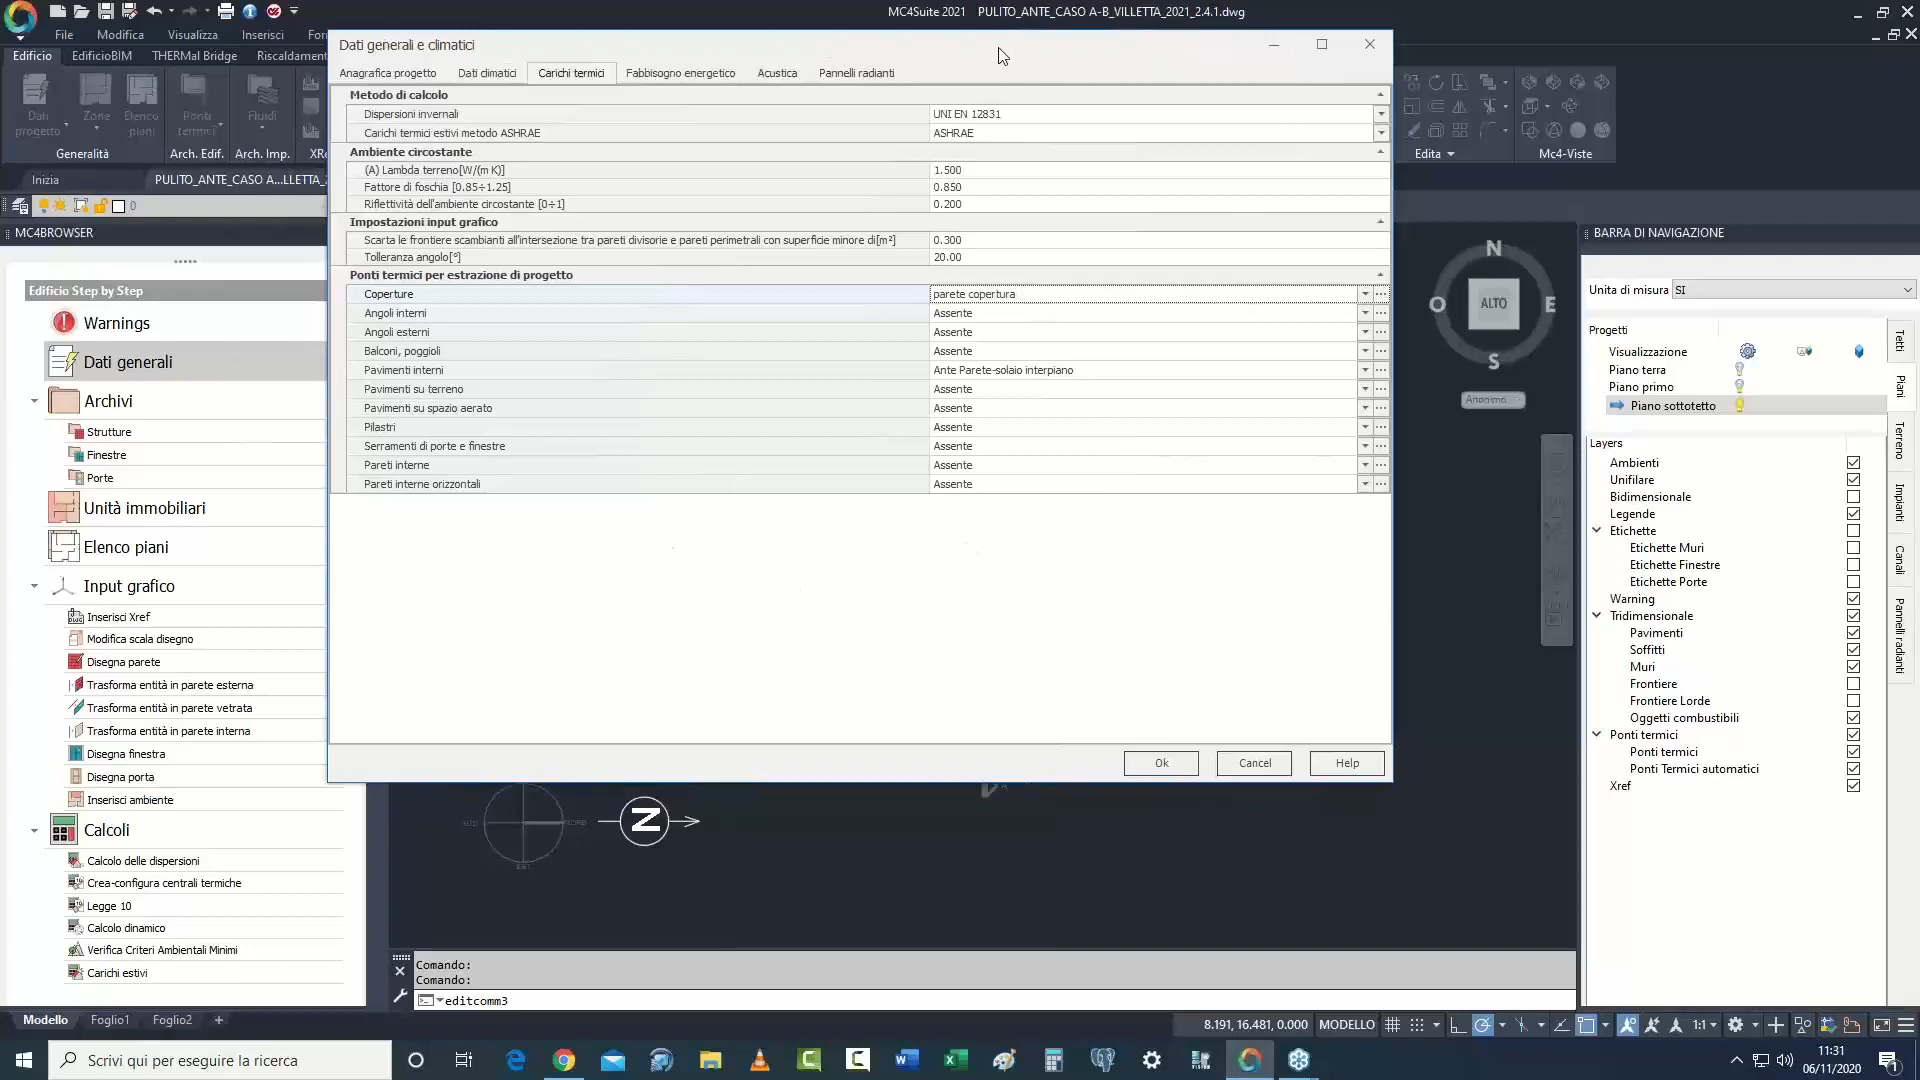 MC4Suite 2021 PULITO_ANTE_CASO A-B_VILLETTA_2021_2.4.1.dwg
File Modifica Visualizza Inserisci
Edificio EdificioBIM THERMal Bridge Riscaldament
Dati progetto Zone Elenco piani Ponti termici Fluidi
Generalità Arch. Edif. Arch. Imp.
Edita Mc4-Viste
Inizia PULITO_ANTE_CASO A...LLETTA_
0
MC4BROWSER
Edificio Step by Step
Warnings
Dati generali
Archivi
Strutture
Finestre
Porte
Unità immobiliari
Elenco piani
Input grafico
Inserisci Xref
Modifica scala disegno
Disegna parete
Trasforma entità in parete esterna
Trasforma entità in parete vetrata
Trasforma entità in parete interna
Disegna finestra
Disegna porta
Inserisci ambiente
Calcoli
Calcolo delle dispersioni
Crea-configura centrali termiche
Legge 10
Calcolo dinamico
Verifica Criteri Ambientali Minimi
Carichi estivi
Dati generali e climatici
Anagrafica progetto Dati climatici Carichi termici Fabbisogno energetico Acustica Pannelli radianti
Metodo di calcolo
Dispersioni invernali UNI EN 12831
Carichi termici estivi metodo ASHRAE ASHRAE
Ambiente circostante
(A) Lambda terreno[W/(m K)] 1.500
Fattore di foschia [0.85÷1.25] 0.850
Riflettività dell'ambiente circostante [0÷1] 0.200
Impostazioni input grafico
Scarta le frontiere scambianti all'intersezione tra pareti divisorie e pareti perimetrali con superficie minore di[m²] 0.300
Tolleranza angolo[°] 20.00
Ponti termici per estrazione di progetto
Coperture parete copertura
Angoli interni Assente
Angoli esterni Assente
Balconi, poggioli Assente
Pavimenti interni Ante Parete-solaio interpiano
Pavimenti su terreno Assente
Pavimenti su spazio aerato Assente
Pilastri Assente
Serramenti di porte e finestre Assente
Pareti interne Assente
Pareti interne orizzontali Assente
Ok Cancel Help
N
O ALTO E
S
Anonimo
BARRA DI NAVIGAZIONE
Unita di misura SI
Progetti
Visualizzazione
Piano terra
Piano primo
Piano sottotetto
Layers
Ambienti
Unifilare
Bidimensionale
Legende
Etichette
Etichette Muri
Etichette Finestre
Etichette Porte
Warning
Tridimensionale
Pavimenti
Soffitti
Muri
Frontiere
Frontiere Lorde
Oggetti combustibili
Ponti termici
Ponti termici
Ponti Termici automatici
Xref
Tetti
Piani
Terreno
Impianti
Canali
Pannelli radianti
SUD NORD
EST
Comando:
Comando:
editcomm3
Modello Foglio1 Foglio2 +
8.191, 16.481, 0.000 MODELLO 1:1
Scrivi qui per eseguire la ricerca
11:31
06/11/2020